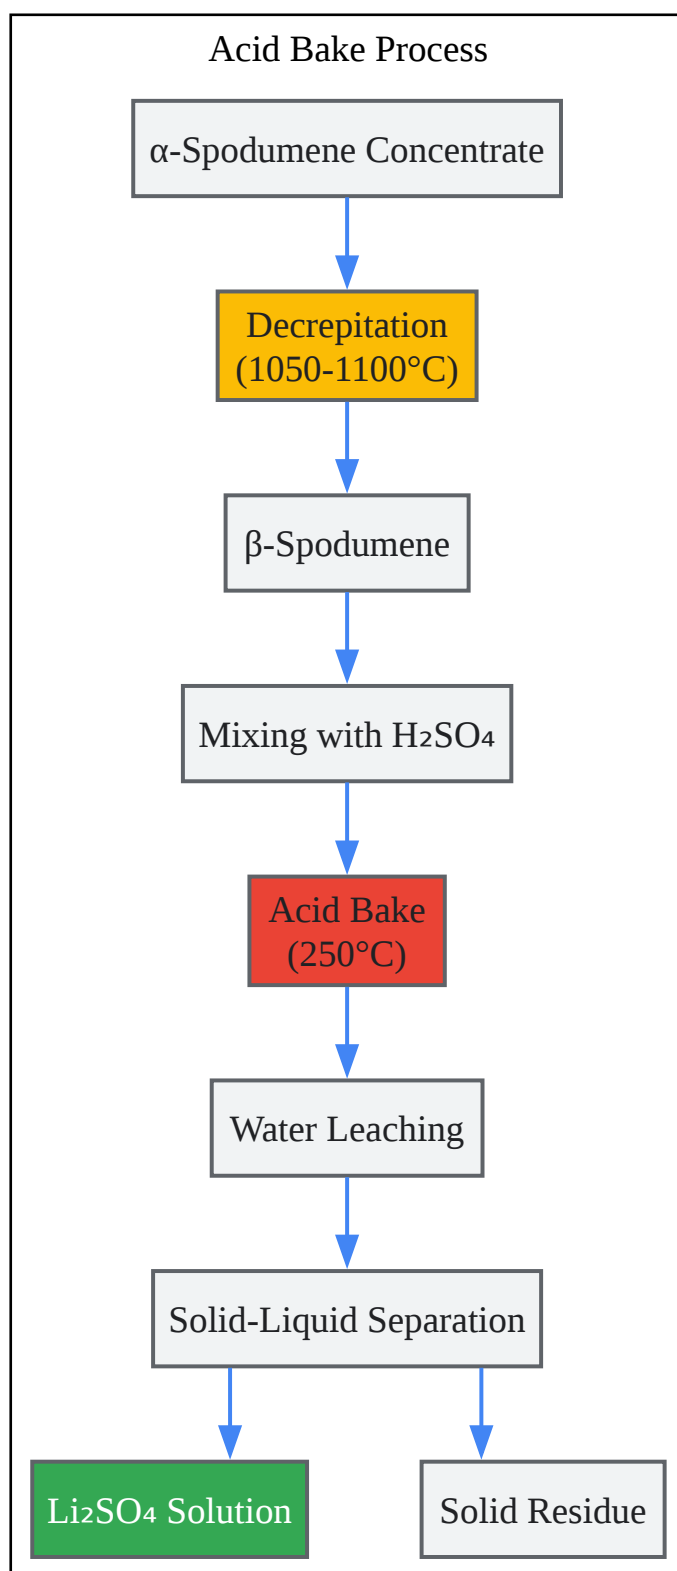 Acid Bake Process
α-Spodumene Concentrate
Decrepitation
(1050-1100°C)
β-Spodumene
Mixing with H₂SO₄
Acid Bake
(250°C)
Water Leaching
Solid-Liquid Separation
Li₂SO₄ Solution
Solid Residue